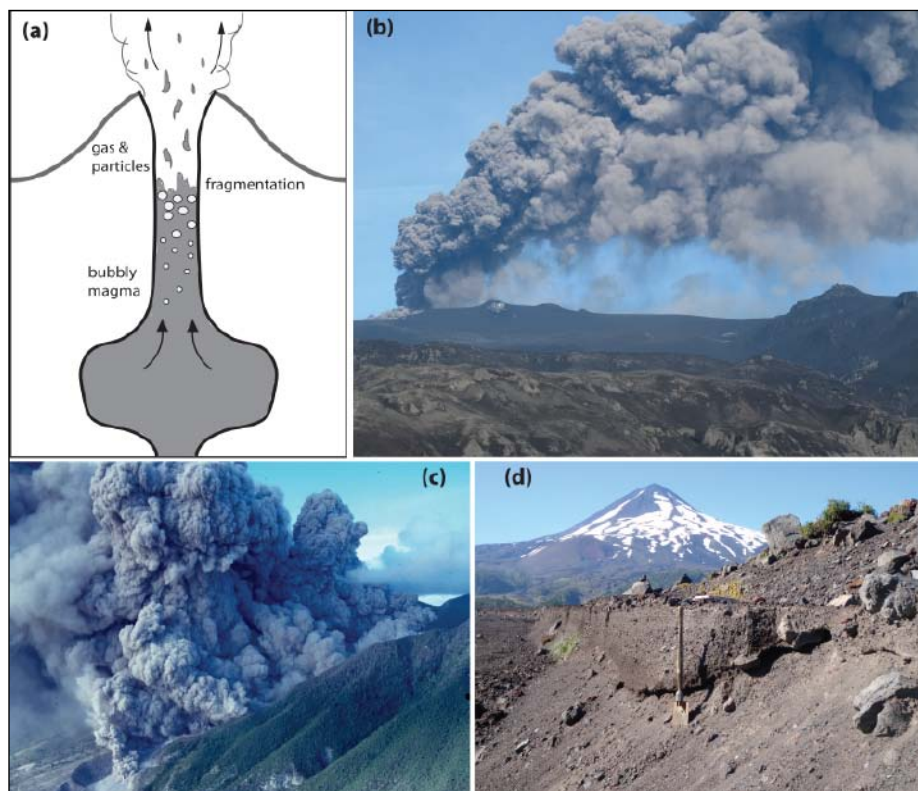 (a)
gas &
particles
fragmentation
bubbly
magma
(b)
(c)
(d)